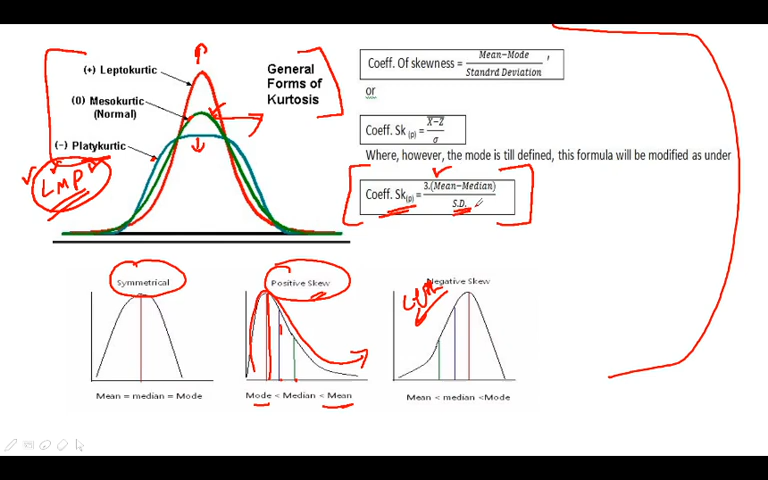 (+) Leptokurtic
(0) Mesokurtic
(Normal)
(−) Platykurtic
General
Forms of
Kurtosis
LMP
Coeff. Of skewness = Mean−Mode / Standrd Deviation ,
or
Coeff. Sk (p) = X−Z / σ
Where, however, the mode is till defined, this formula will be modified as under
Coeff. Sk(p) = 3.(Mean−Median) / S.D.
Symmetrical
Positive Skew
Negative Skew
Mean = median = Mode
Mode < Median < Mean
Mean < median <Mode